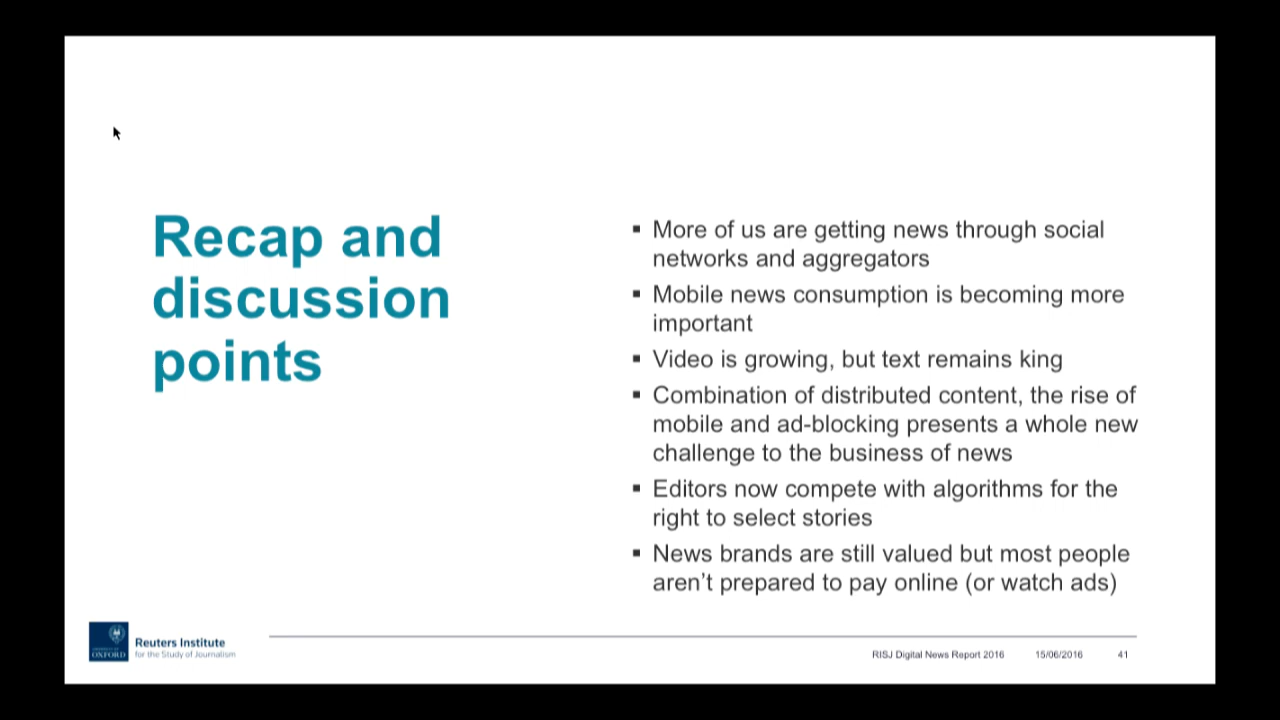 Recap and
discussion
points
▪ More of us are getting news through social
networks and aggregators
▪ Mobile news consumption is becoming more
important
▪ Video is growing, but text remains king
▪ Combination of distributed content, the rise of
mobile and ad-blocking presents a whole new
challenge to the business of news
▪ Editors now compete with algorithms for the
right to select stories
▪ News brands are still valued but most people
aren’t prepared to pay online (or watch ads)
UNIVERSITY OF
OXFORD
Reuters Institute
for the Study of Journalism
RISJ Digital News Report 2016 15/06/2016 41